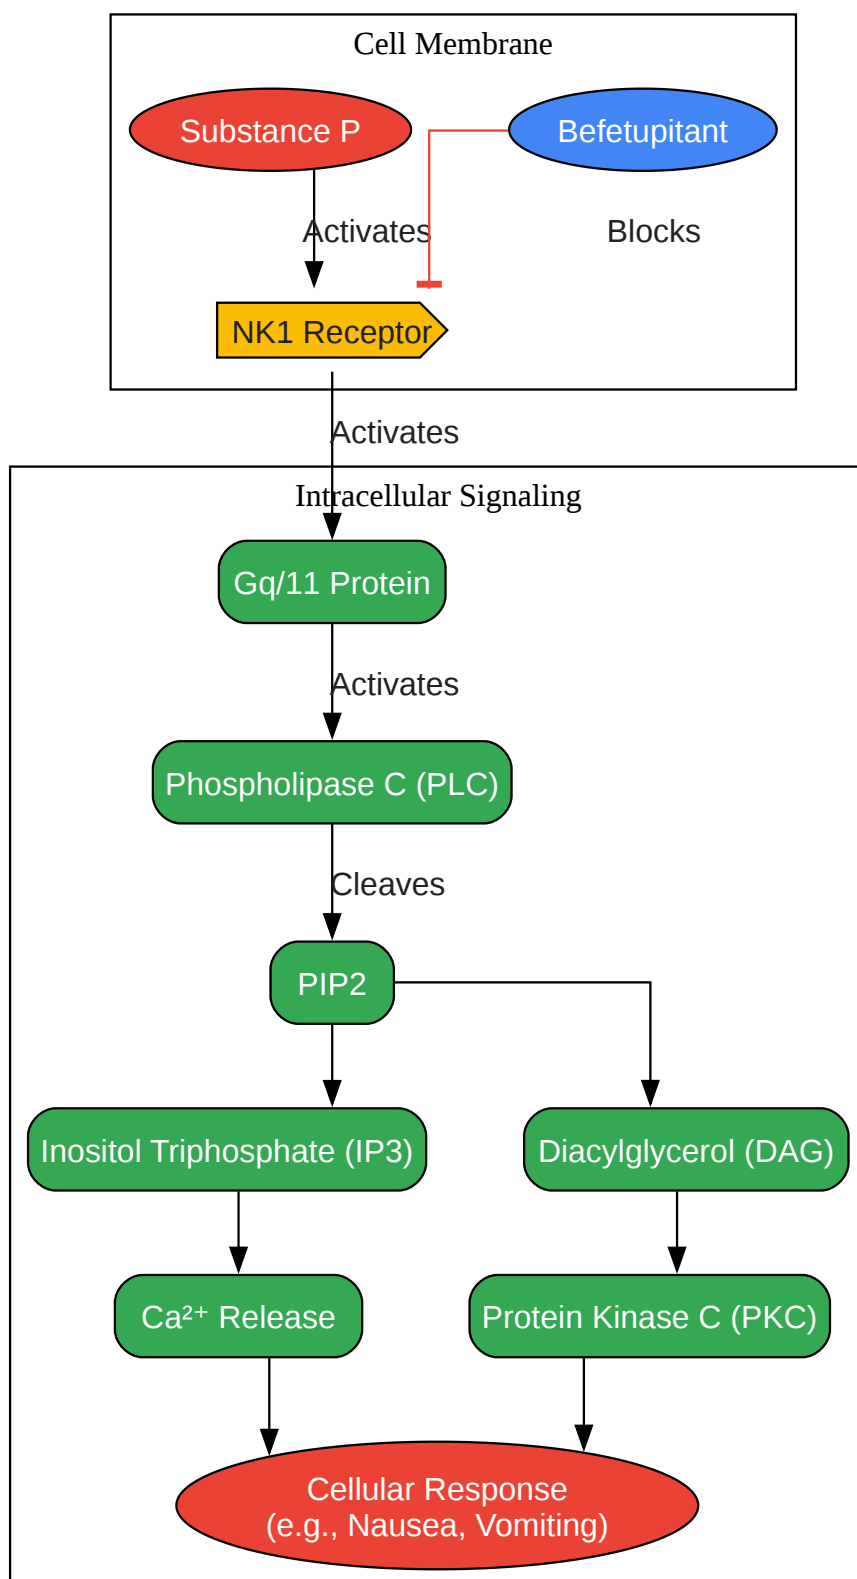 Cell Membrane
Substance P
Befetupitant
Activates
Blocks
NK1 Receptor
Activates
Intracellular Signaling
Gq/11 Protein
Activates
Phospholipase C (PLC)
Cleaves
PIP2
Inositol Triphosphate (IP3)
Diacylglycerol (DAG)
Ca²⁺ Release
Protein Kinase C (PKC)
Cellular Response
(e.g., Nausea, Vomiting)